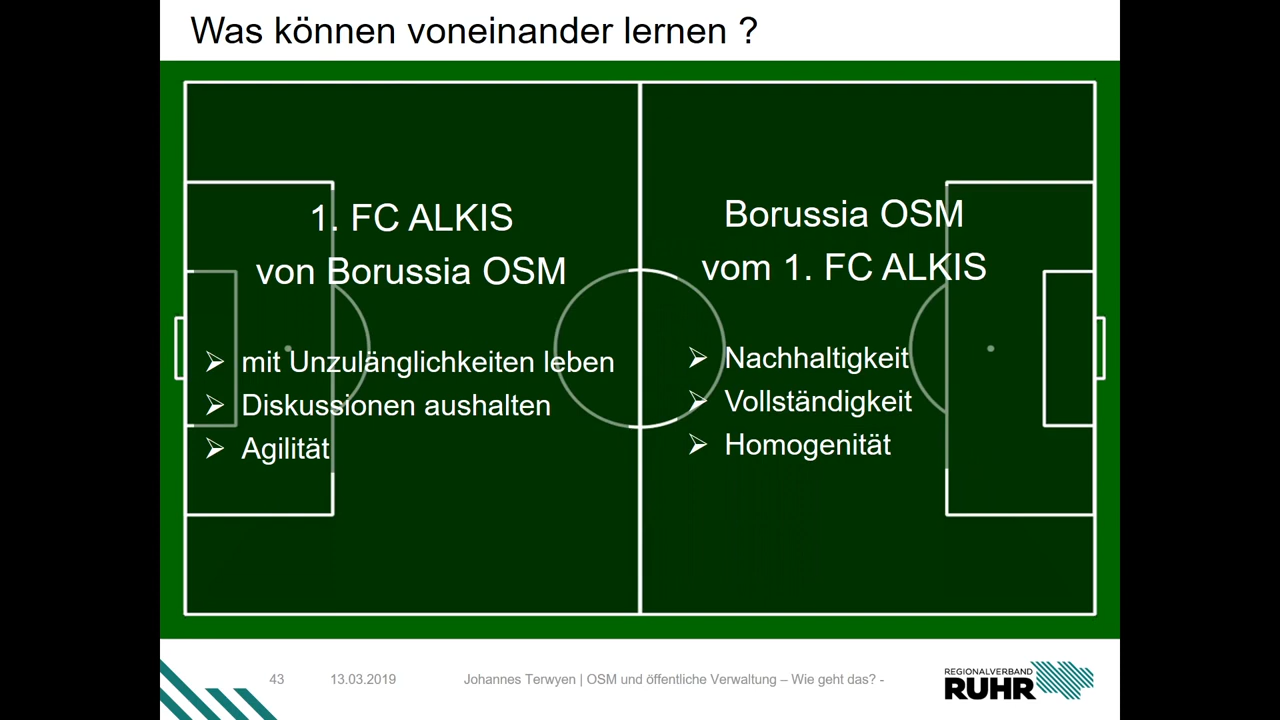 Was können voneinander lernen ?
1. FC ALKIS
von Borussia OSM
➢ mit Unzulänglichkeiten leben
➢ Diskussionen aushalten
➢ Agilität
Borussia OSM
vom 1. FC ALKIS
➢ Nachhaltigkeit
➢ Vollständigkeit
➢ Homogenität
43 13.03.2019 Johannes Terwyen | OSM und öffentliche Verwaltung – Wie geht das? -
REGIONALVERBAND
RUHR